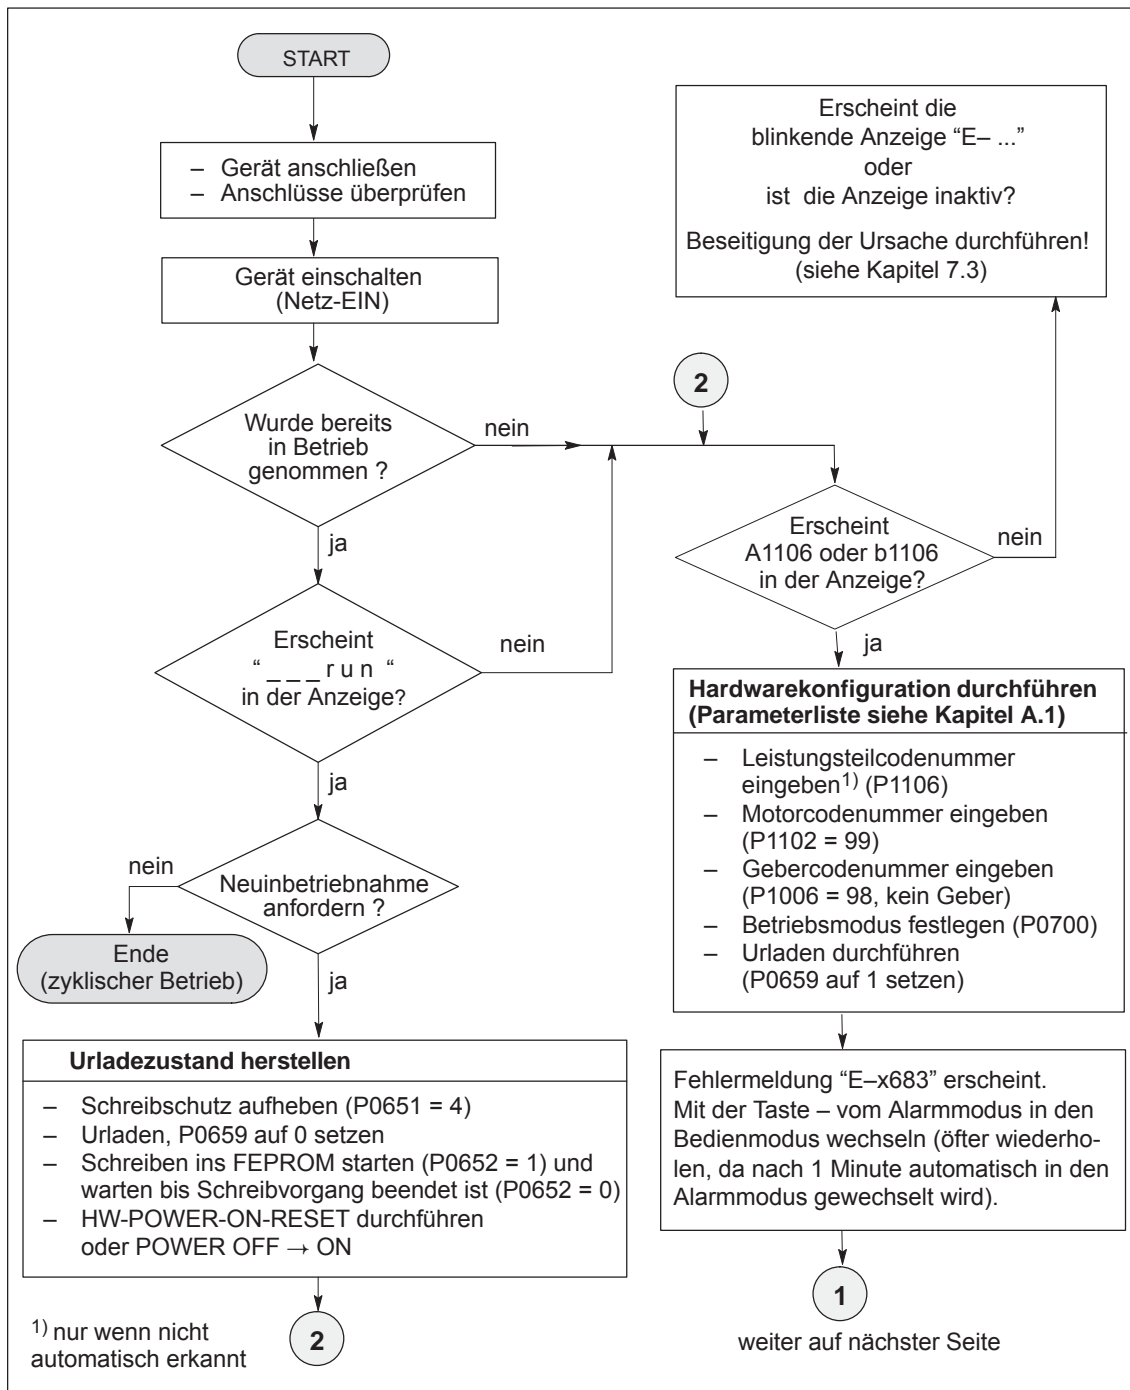 START
– Gerät anschließen
– Anschlüsse überprüfen
Gerät einschalten
(Netz-EIN)
Wurde bereits
in Betrieb
genommen ?
nein
ja
Erscheint
“ _ _ _ r u n “
in der Anzeige?
nein
ja
Neuinbetriebnahme
anfordern ?
nein
Ende
(zyklischer Betrieb)
ja
Urladezustand herstellen
– Schreibschutz aufheben (P0651 = 4)
– Urladen, P0659 auf 0 setzen
– Schreiben ins FEPROM starten (P0652 = 1) und
warten bis Schreibvorgang beendet ist (P0652 = 0)
– HW-POWER-ON-RESET durchführen
oder POWER OFF → ON
2
1) nur wenn nicht
automatisch erkannt
Erscheint die
blinkende Anzeige “E– ...”
oder
ist die Anzeige inaktiv?
Beseitigung der Ursache durchführen!
(siehe Kapitel 7.3)
2
Erscheint
A1106 oder b1106
in der Anzeige?
nein
ja
Hardwarekonfiguration durchführen
(Parameterliste siehe Kapitel A.1)
– Leistungsteilcodenummer
eingeben1) (P1106)
– Motorcodenummer eingeben
(P1102 = 99)
– Gebercodenummer eingeben
(P1006 = 98, kein Geber)
– Betriebsmodus festlegen (P0700)
– Urladen durchführen
(P0659 auf 1 setzen)
Fehlermeldung “E–x683” erscheint.
Mit der Taste – vom Alarmmodus in den
Bedienmodus wechseln (öfter wiederho-
len, da nach 1 Minute automatisch in den
Alarmmodus gewechselt wird).
1
weiter auf nächster Seite